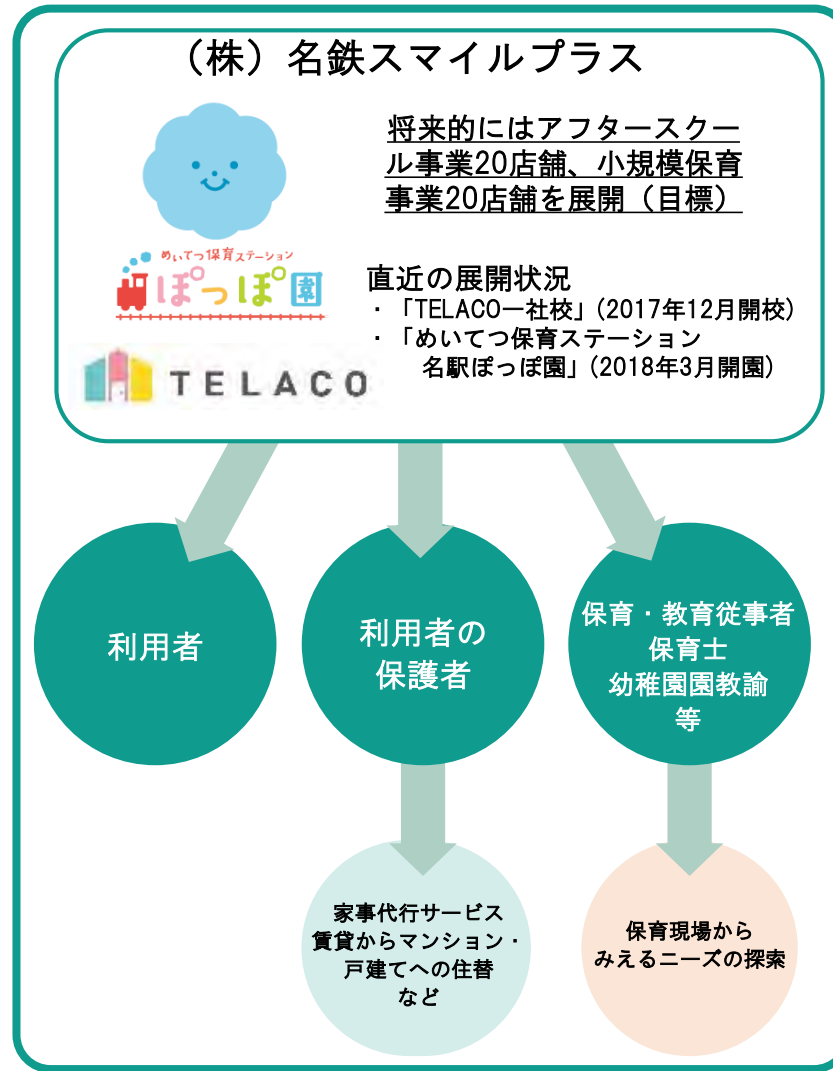 （株）名鉄スマイルプラス
将来的にはアフタースクー
ル事業20店舗、小規模保育
事業20店舗を展開（目標）
めいてつ保育ステーション
ぽっぽ園
TELACO
直近の展開状況
・「TELACO一社校」(2017年12月開校)
・「めいてつ保育ステーション
名駅ぽっぽ園」(2018年3月開園)
利用者
利用者の
保護者
保育・教育従事者
保育士
幼稚園園教諭
等
家事代行サービス
賃貸からマンション・
戸建てへの住替
など
保育現場から
みえるニーズの探索